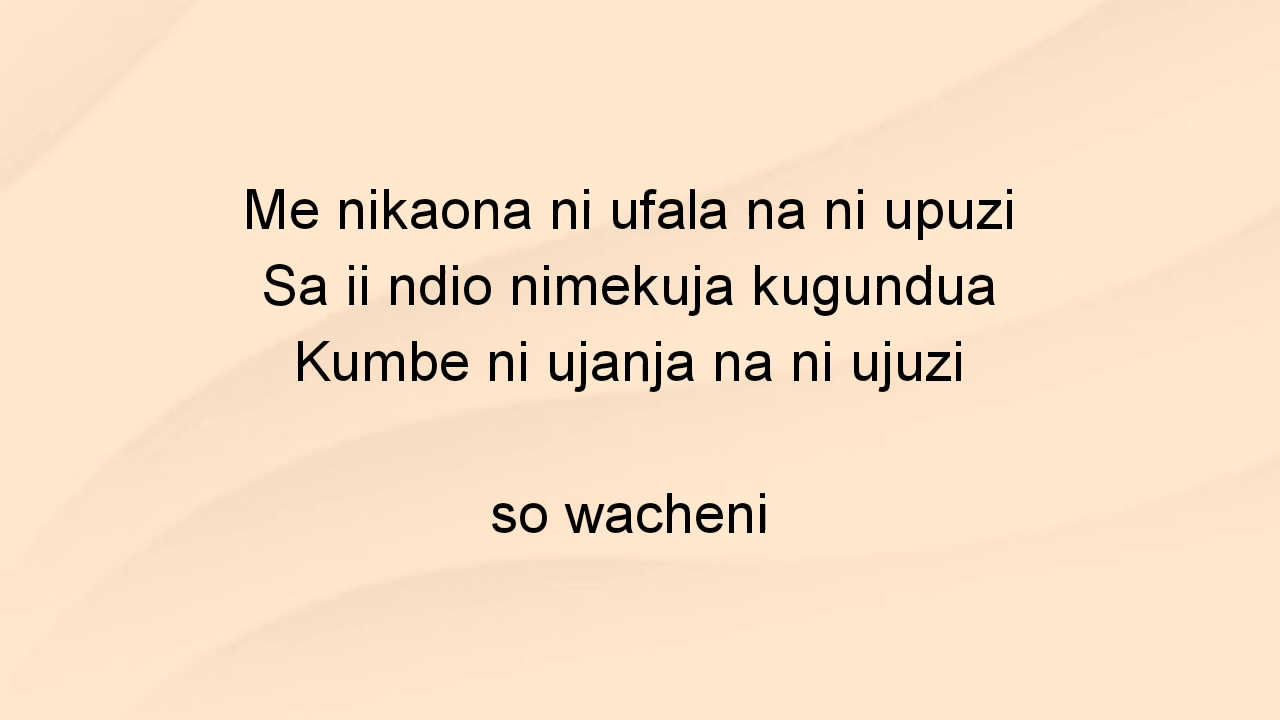 Me nikaona ni ufala na ni upuzi
Sa ii ndio nimekuja kugundua
Kumbe ni ujanja na ni ujuzi
so wacheni